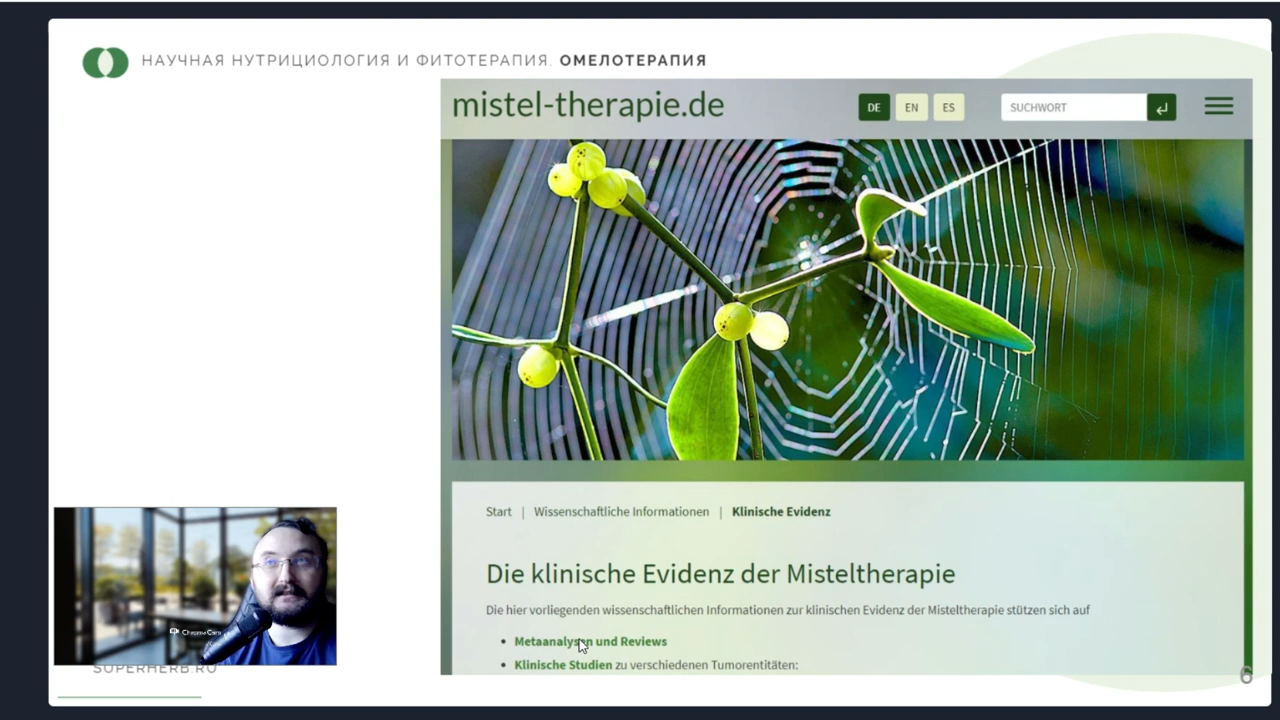 НАУЧНАЯ НУТРИЦИОЛОГИЯ И ФИТОТЕРАПИЯ. ОМЕЛОТЕРАПИЯ
mistel-therapie.de
DE EN ES
SUCHWORT
Start | Wissenschaftliche Informationen | Klinische Evidenz
Die klinische Evidenz der Misteltherapie
Die hier vorliegenden wissenschaftlichen Informationen zur klinischen Evidenz der Misteltherapie stützen sich auf
• Metaanalysen und Reviews
• Klinische Studien zu verschiedenen Tumorentitäten:
SUPERHERB.RU
6